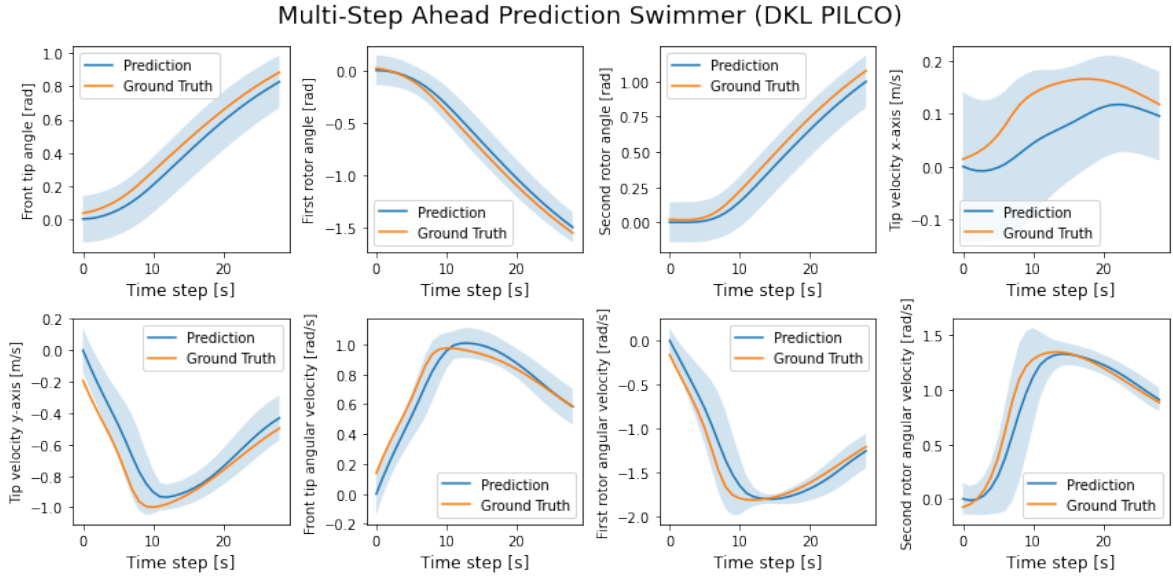 Multi-Step Ahead Prediction Swimmer (DKL PILCO)
Front tip angle [rad]
1.0
0.8
0.6
0.4
0.2
0.0
Prediction
Ground Truth
0 10 20
Time step [s]
First rotor angle [rad]
0.0
−0.5
−1.0
−1.5
Prediction
Ground Truth
0 10 20
Time step [s]
Second rotor angle [rad]
1.00
0.75
0.50
0.25
0.00
Prediction
Ground Truth
0 10 20
Time step [s]
Tip velocity x-axis [m/s]
0.2
0.1
0.0
−0.1
Prediction
Ground Truth
0 10 20
Time step [s]
Tip velocity y-axis [m/s]
0.2
0.0
−0.2
−0.4
−0.6
−0.8
−1.0
Prediction
Ground Truth
0 10 20
Time step [s]
Front tip angular velocity [rad/s]
1.0
0.8
0.6
0.4
0.2
0.0
−0.2
Prediction
Ground Truth
0 10 20
Time step [s]
First rotor angular velocity [rad/s]
0.0
−0.5
−1.0
−1.5
−2.0
Prediction
Ground Truth
0 10 20
Time step [s]
Second rotor angular velocity [rad/s]
1.5
1.0
0.5
0.0
Prediction
Ground Truth
0 10 20
Time step [s]